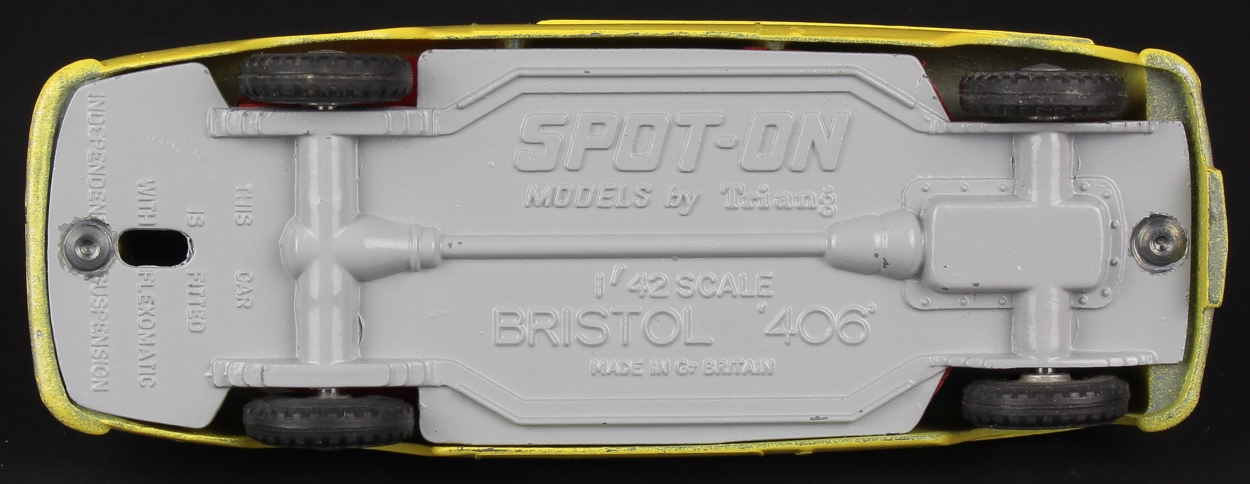 SPOT-ON
MODELS by Triang
1/42 SCALE
BRISTOL '406'
MADE IN GT BRITAIN
THIS CAR
IS FITTED
WITH FLEXOMATIC
INDEPENDENT SUSPENSION